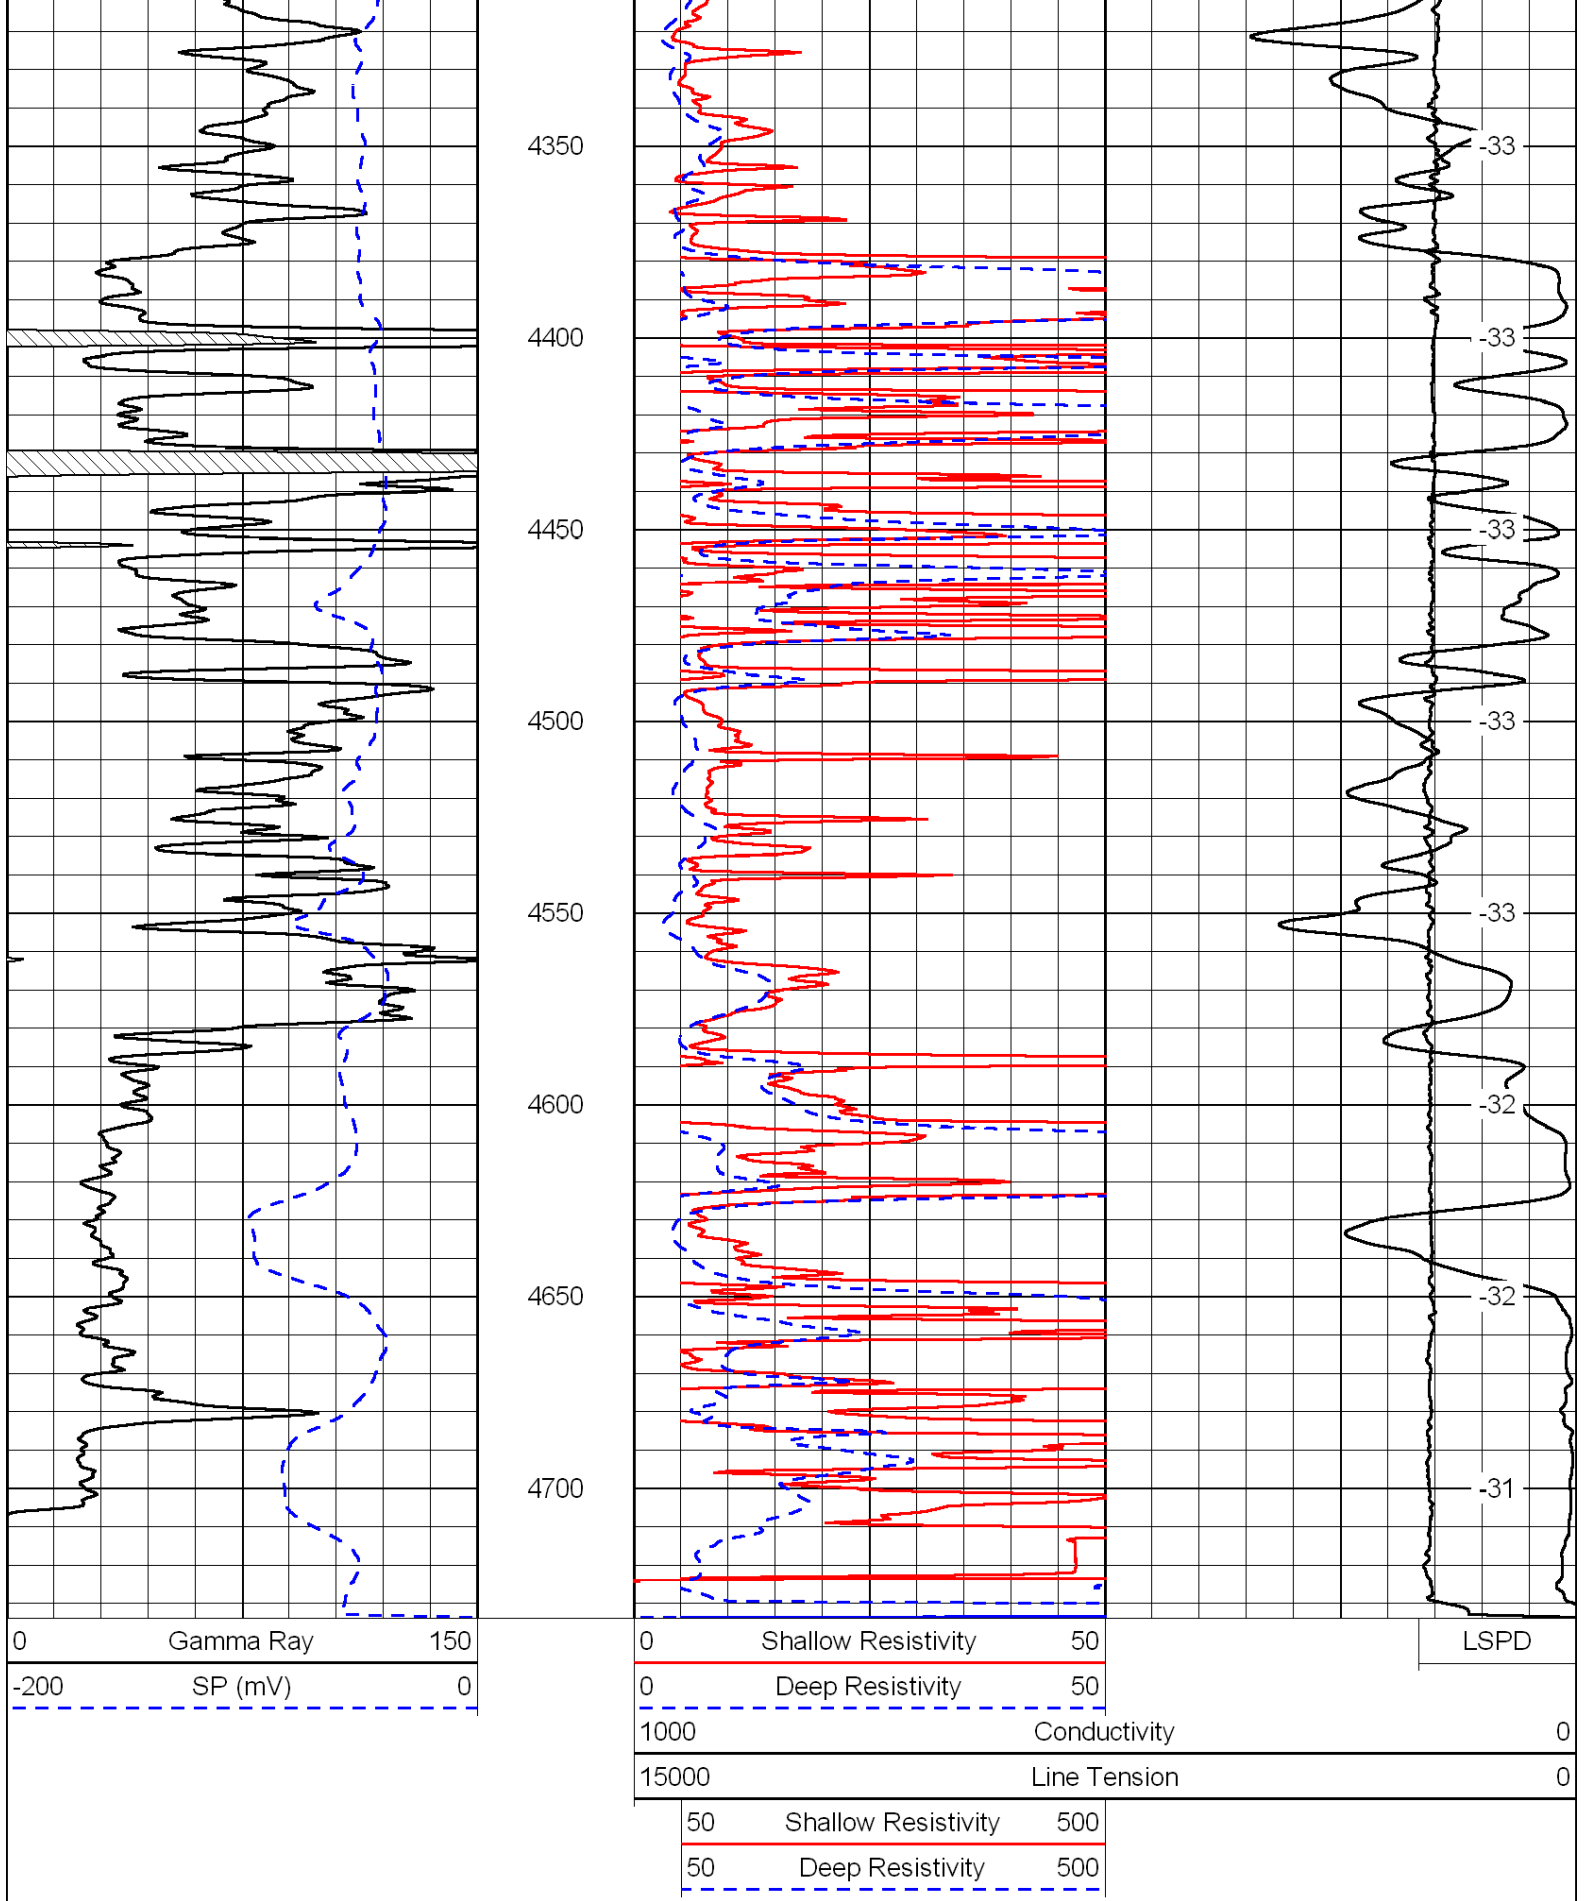 4350 -33
4400 -33
4450 -33
4500 -33
4550 -33
4600 -32
4650 -32
4700 -31
0 Gamma Ray 150
-200 SP (mV) 0
0 Shallow Resistivity 50
0 Deep Resistivity 50
LSPD
1000 Conductivity 0
15000 Line Tension 0
50 Shallow Resistivity 500
50 Deep Resistivity 500